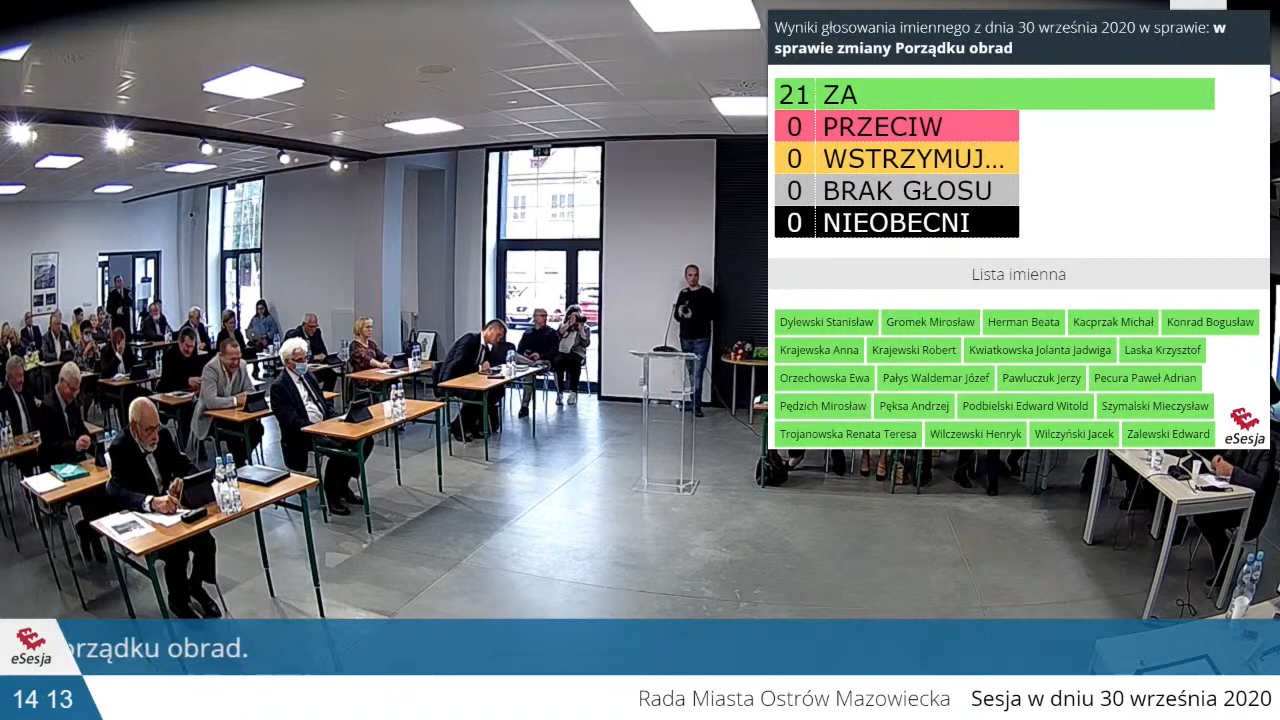 Wyniki głosowania imiennego z dnia 30 września 2020 w sprawie: w
sprawie zmiany Porządku obrad
21 ZA
0 PRZECIW
0 WSTRZYMUJ...
0 BRAK GŁOSU
0 NIEOBECNI
Lista imienna
Dylewski Stanisław Gromek Mirosław Herman Beata Kacprzak Michał Konrad Bogusław
Krajewska Anna Krajewski Robert Kwiatkowska Jolanta Jadwiga Laska Krzysztof
Orzechowska Ewa Pałys Waldemar Józef Pawluczuk Jerzy Pecura Paweł Adrian
Pędzich Mirosław Pęksa Andrzej Podbielski Edward Witold Szymalski Mieczysław
Trojanowska Renata Teresa Wilczewski Henryk Wilczyński Jacek Zalewski Edward
eSesja
eSesja
orządku obrad.
14 13
Rada Miasta Ostrów Mazowiecka Sesja w dniu 30 września 2020